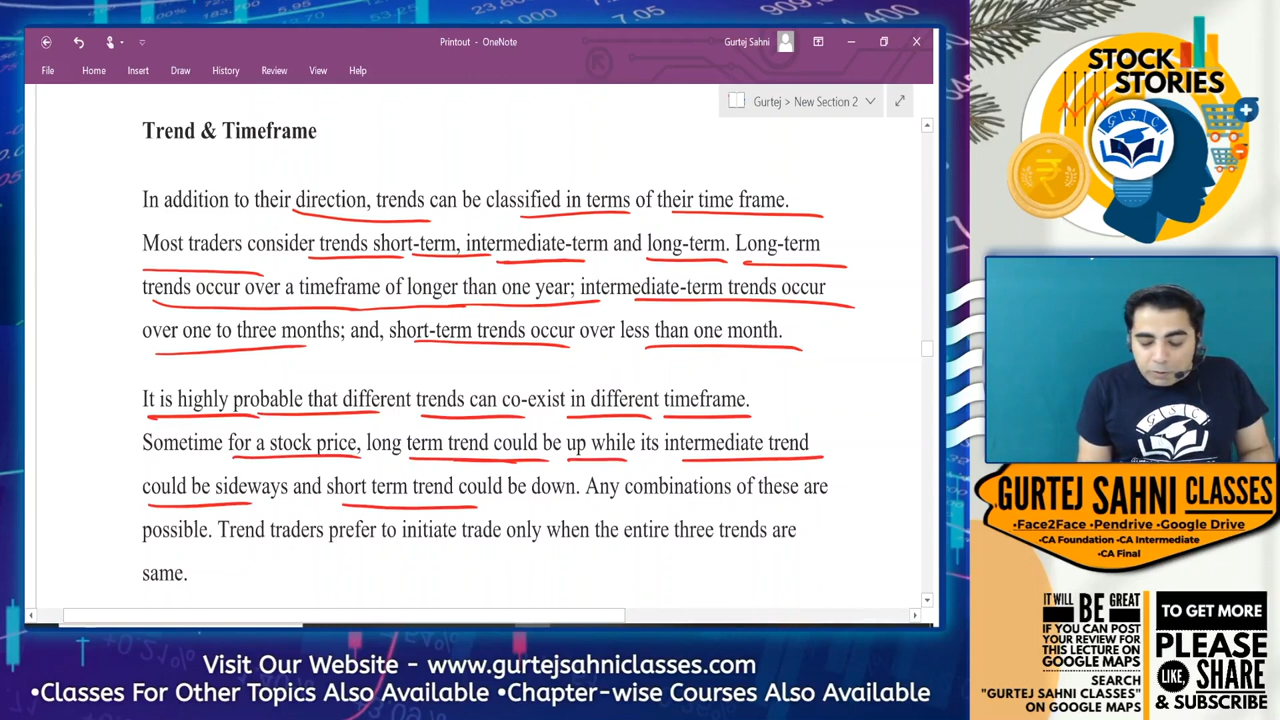 Printout - OneNote
Gurtej Sahni
File Home Insert Draw History Review View Help
Gurtej > New Section 2
Trend & Timeframe
In addition to their direction, trends can be classified in terms of their time frame.
Most traders consider trends short-term, intermediate-term and long-term. Long-term
trends occur over a timeframe of longer than one year; intermediate-term trends occur
over one to three months; and, short-term trends occur over less than one month.
It is highly probable that different trends can co-exist in different timeframe.
Sometime for a stock price, long term trend could be up while its intermediate trend
could be sideways and short term trend could be down. Any combinations of these are
possible. Trend traders prefer to initiate trade only when the entire three trends are
same.
STOCK
STORIES
GSC
GSC
GURTEJ SAHNI CLASSES
•Face2Face •Pendrive •Google Drive
•CA Foundation •CA Intermediate
•CA Final
IT WILL
BE GREAT
IF YOU CAN POST
YOUR REVIEW FOR
THIS LECTURE ON
GOOGLE MAPS
SEARCH
"GURTEJ SAHNI CLASSES"
ON GOOGLE MAPS
TO GET MORE
PLEASE
LIKE, SHARE
& SUBSCRIBE
Visit Our Website - www.gurtejsahniclasses.com
•Classes For Other Topics Also Available •Chapter-wise Courses Also Available